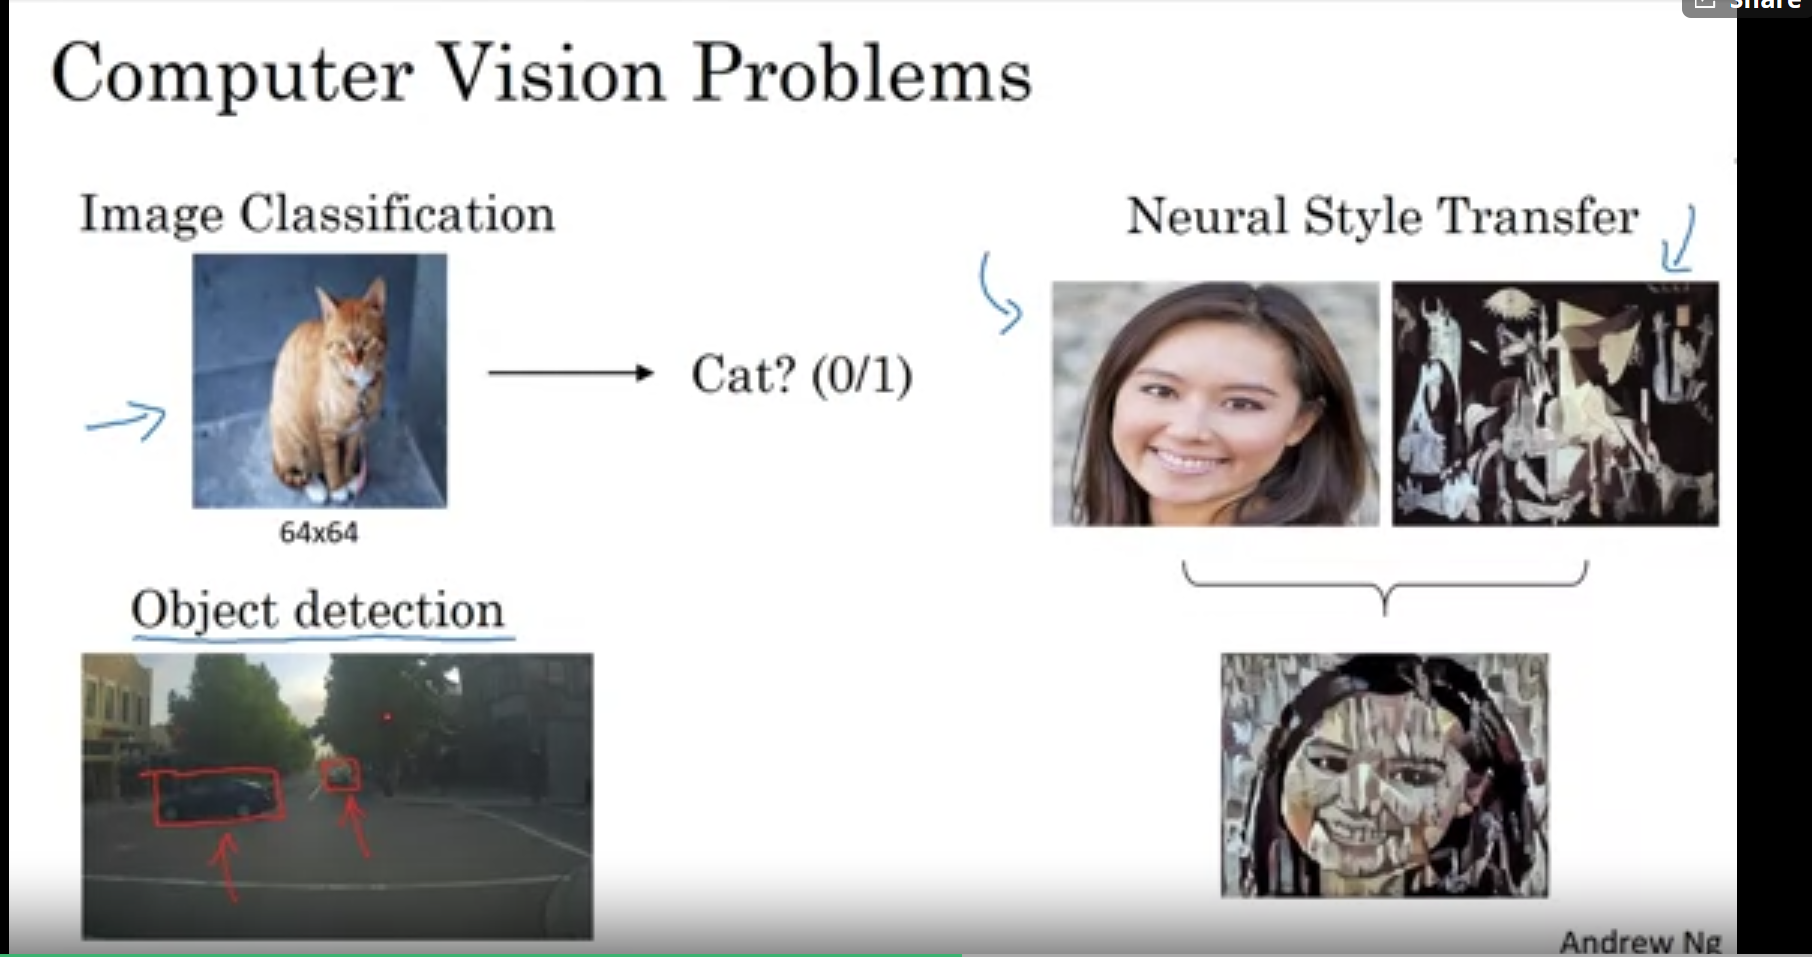 Share
Computer Vision Problems
Image Classification
Cat? (0/1)
64x64
Object detection
Neural Style Transfer
Andrew Ng